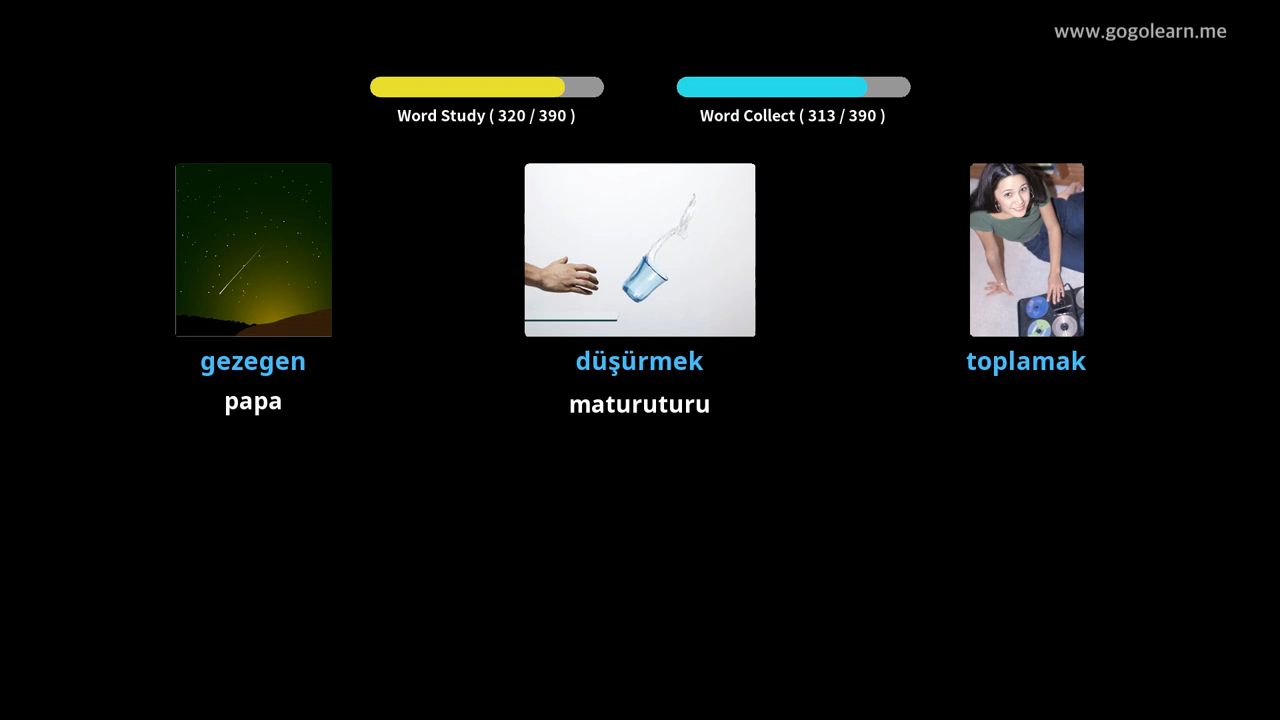 www.gogolearn.me
Word Study ( 320 / 390 )
Word Collect ( 313 / 390 )
gezegen
düşürmek
toplamak
papa
maturuturu